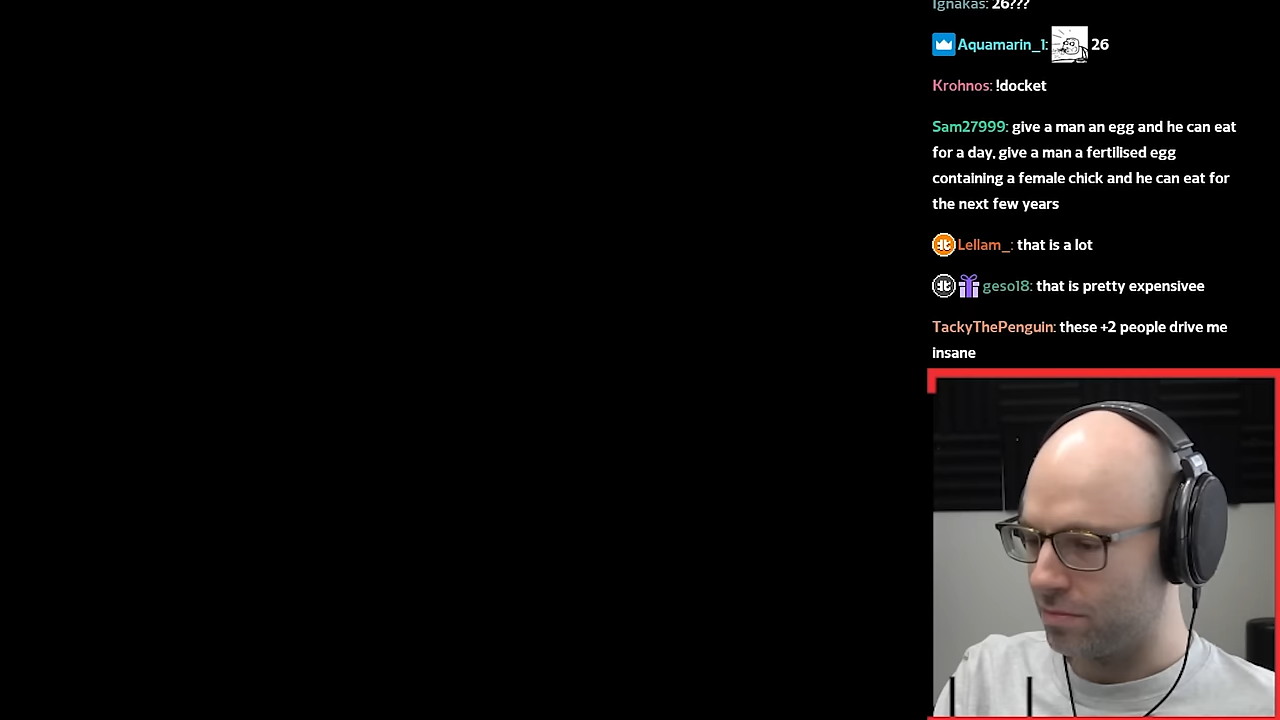 Ignakas: 26???
Aquamarin_1: 26
Krohnos: !docket
Sam27999: give a man an egg and he can eat
for a day, give a man a fertilised egg
containing a female chick and he can eat for
the next few years
Lellam_: that is a lot
geso18: that is pretty expensivee
TackyThePenguin: these +2 people drive me
insane